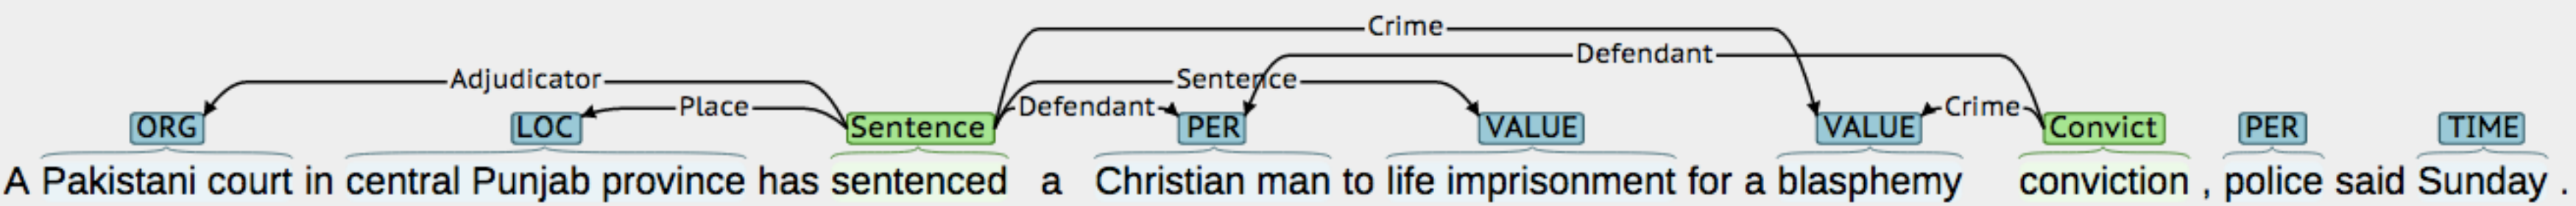 Crime
Defendant
Adjudicator Sentence
Place Defendant Crime
ORG LOC Sentence PER VALUE VALUE Convict PER TIME
A Pakistani court in central Punjab province has sentenced a Christian man to life imprisonment for a blasphemy conviction , police said Sunday .